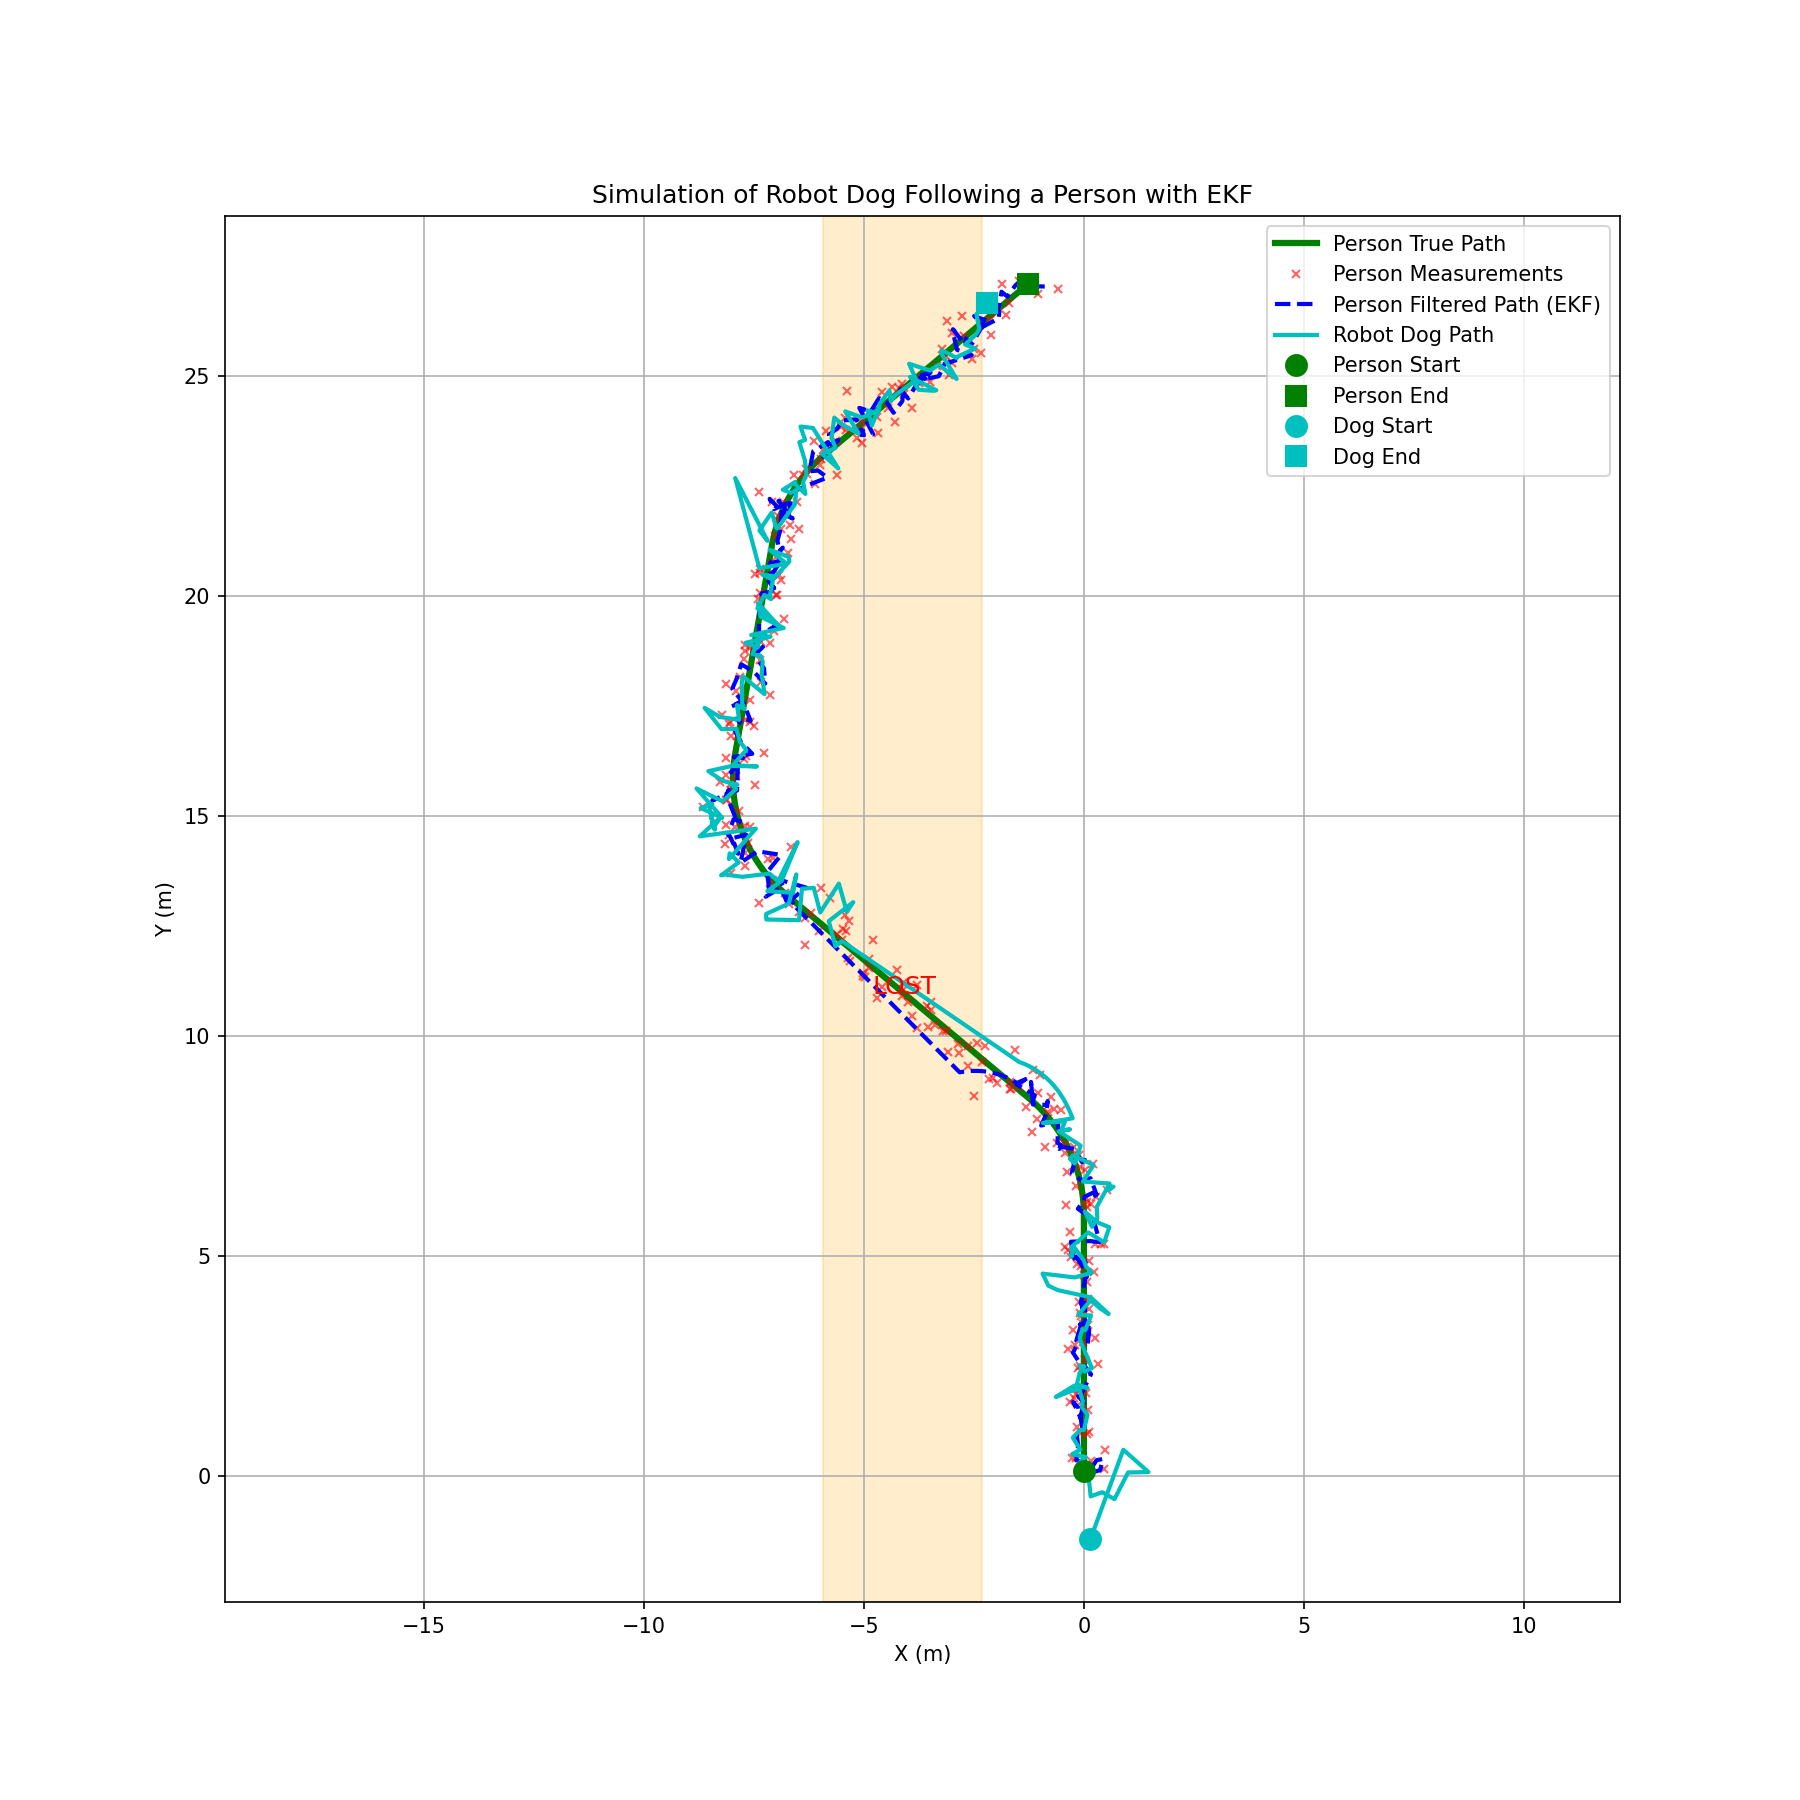 Simulation of Robot Dog Following a Person with EKF
Person True Path
Person Measurements
Person Filtered Path (EKF)
Robot Dog Path
Person Start
Person End
Dog Start
Dog End
25
20
15
10
5
0
Y (m)
LOST
−15
−10
−5
0
5
10
X (m)